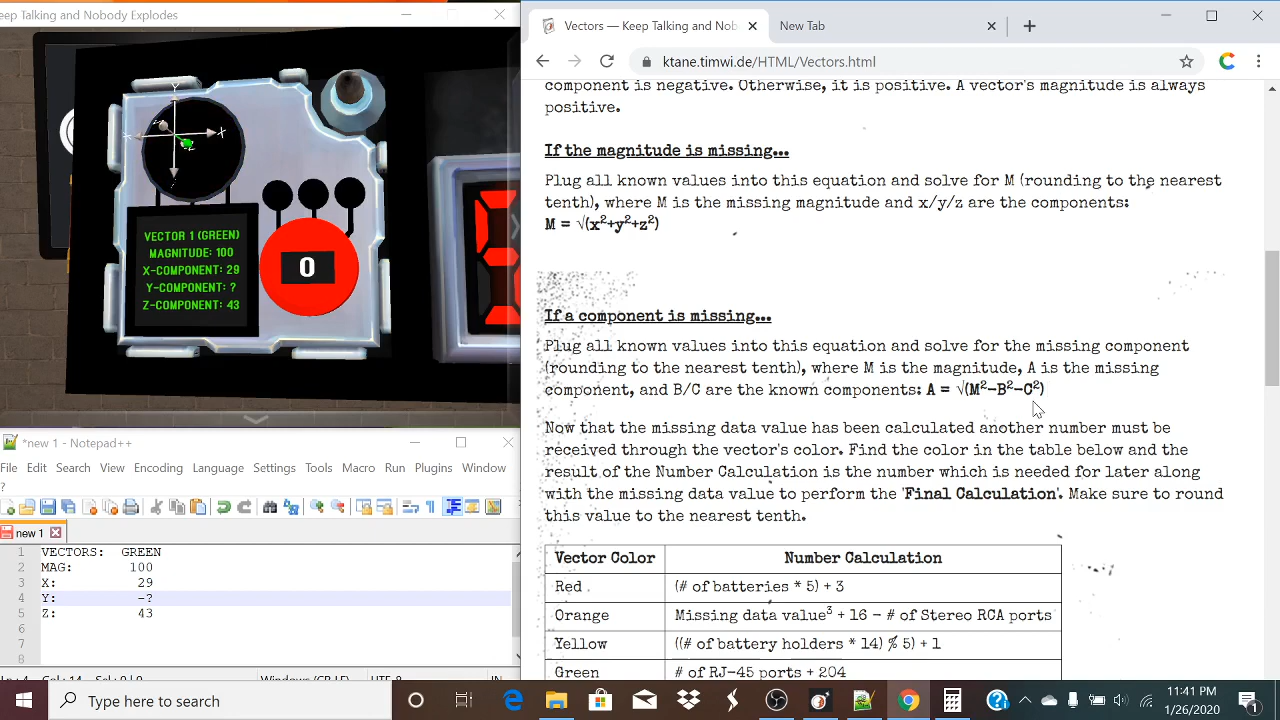 Keep Talking and Nobody Explodes
Y
X
VECTOR 1 (GREEN)
MAGNITUDE: 100
X-COMPONENT: 29
Y-COMPONENT: ?
Z-COMPONENT: 43
0
Vectors — Keep Talking and Nob
New Tab
ktane.timwi.de/HTML/Vectors.html
component is negative. Otherwise, it is positive. A vector's magnitude is always
positive.
If the magnitude is missing...
Plug all known values into this equation and solve for M (rounding to the nearest
tenth), where M is the missing magnitude and x/y/z are the components:
M = √(x²+y²+z²)
If a component is missing...
Plug all known values into this equation and solve for the missing component
(rounding to the nearest tenth), where M is the magnitude, A is the missing
component, and B/C are the known components: A = √(M²-B²-C²)
Now that the missing data value has been calculated another number must be
received through the vector's color. Find the color in the table below and the
result of the Number Calculation is the number which is needed for later along
with the missing data value to perform the 'Final Calculation'. Make sure to round
this value to the nearest tenth.
Vector Color Number Calculation
Red (# of batteries * 5) + 3
Orange Missing data value³ + 16 - # of Stereo RCA ports
Yellow ((# of battery holders * 14) % 5) + 1
Green # of RJ-45 ports + 204
*new 1 - Notepad++
File Edit Search View Encoding Language Settings Tools Macro Run Plugins Window
?
new 1
1 VECTORS: GREEN
2 MAG: 100
3 X: 29
4 Y: -?
5 Z: 43
6
7
8
Type here to search
11:41 PM
1/26/2020